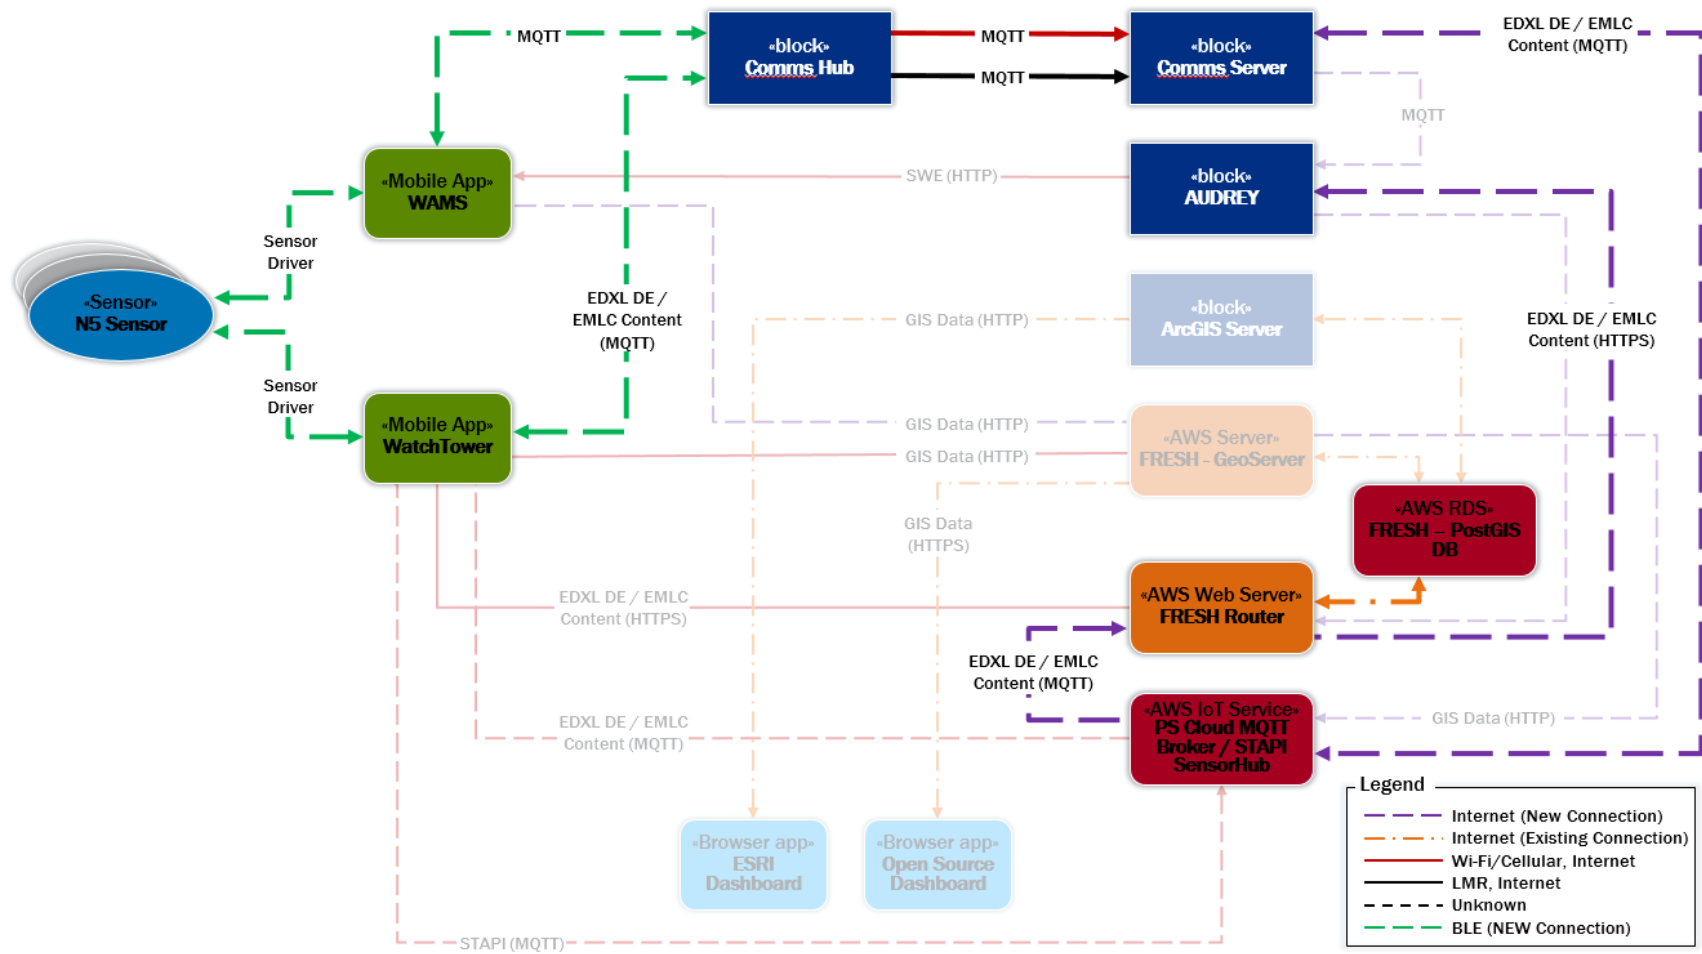 MQTT
«block»
Comms Hub
MQTT
MQTT
«block»
Comms Server
EDXL DE / EMLC
Content (MQTT)
MQTT
«Mobile App»
WAMS
SWE (HTTP)
«block»
AUDREY
Sensor
Driver
«Sensor»
N5 Sensor
EDXL DE /
EMLC Content
(MQTT)
GIS Data (HTTP)
«block»
ArcGIS Server
EDXL DE / EMLC
Content (HTTPS)
Sensor
Driver
«Mobile App»
WatchTower
GIS Data (HTTP)
GIS Data (HTTP)
«AWS Server»
FRESH - GeoServer
GIS Data
(HTTPS)
«AWS RDS»
FRESH – PostGIS
DB
EDXL DE / EMLC
Content (HTTPS)
«AWS Web Server»
FRESH Router
EDXL DE / EMLC
Content (MQTT)
EDXL DE / EMLC
Content (MQTT)
«AWS IoT Service»
PS Cloud MQTT
Broker / STAPI
SensorHub
GIS Data (HTTP)
«Browser app»
ESRI
Dashboard
«Browser app»
Open Source
Dashboard
STAPI (MQTT)
Legend
Internet (New Connection)
Internet (Existing Connection)
Wi-Fi/Cellular, Internet
LMR, Internet
Unknown
BLE (NEW Connection)